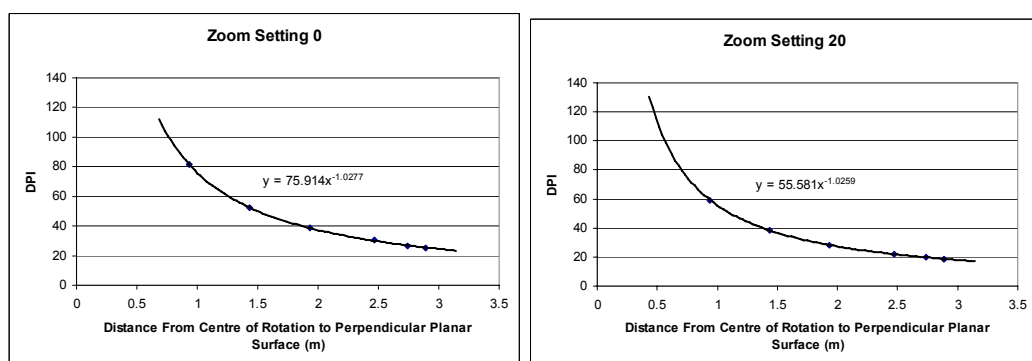 Zoom Setting 0
140
120
100
80
60
40
20
0
DPI
y = 75.914x^-1.0277
0 0.5 1 1.5 2 2.5 3 3.5
Distance From Centre of Rotation to Perpendicular Planar
Surface (m)
Zoom Setting 20
140
120
100
80
60
40
20
0
DPI
y = 55.581x^-1.0259
0 0.5 1 1.5 2 2.5 3 3.5
Distance From Centre of Rotation to Perpendicular Planar
Surface (m)